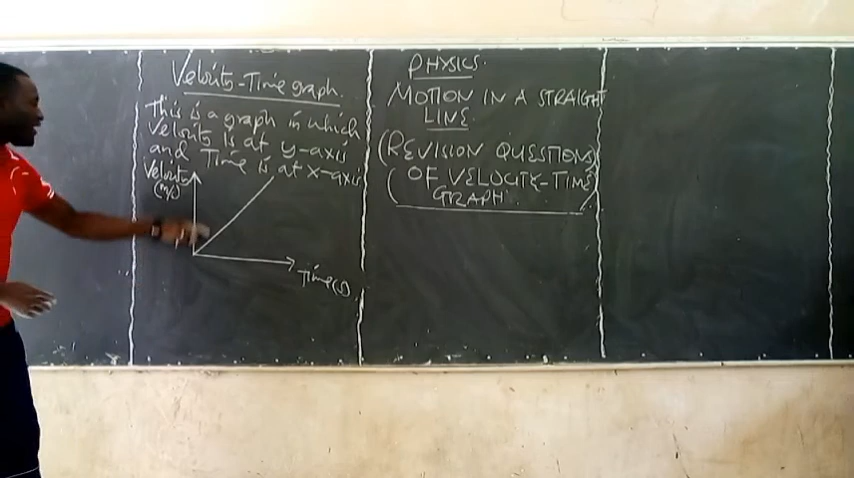 Velocity-Time graph.
This is a graph in which
velocity is at y-axis
and Time is at x-axis
Velocity
(m/s)
Time(s)
PHYSICS.
MOTION IN A STRAIGHT
LINE.
(REVISION QUESTIONS)
( OF VELOCITY-TIME
GRAPH.